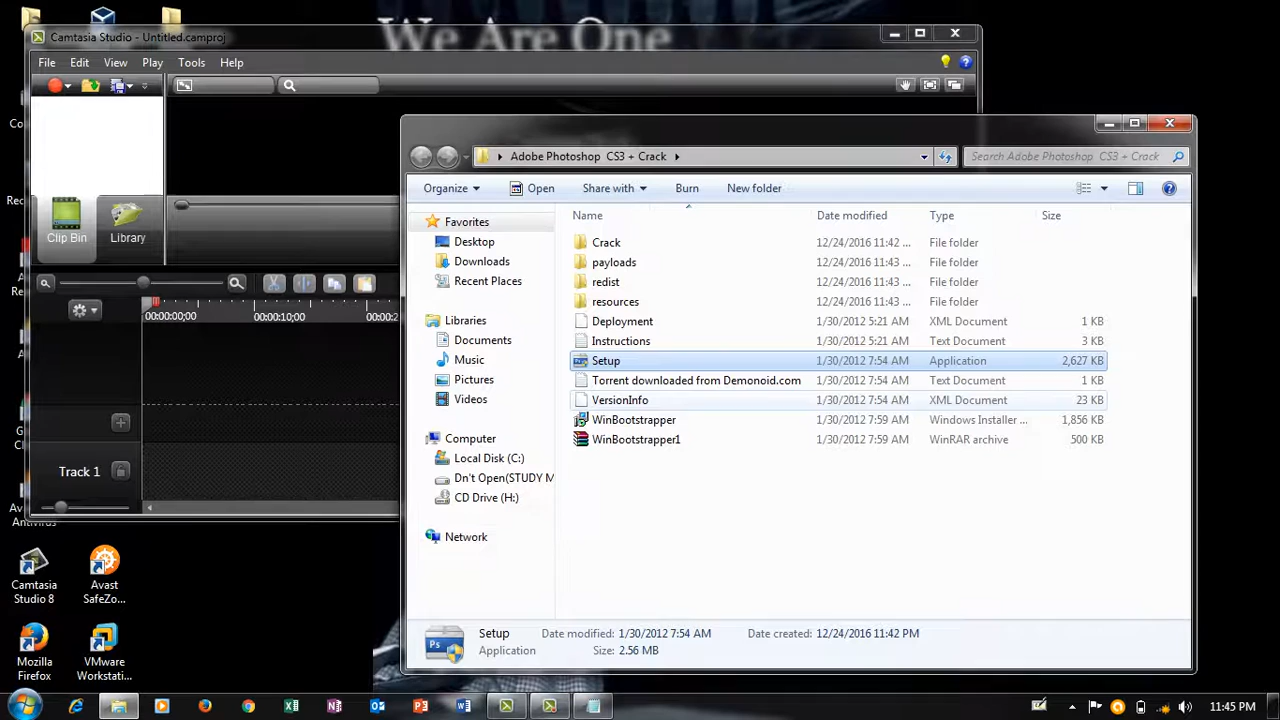 We Are One
Camtasia Studio - Untitled.camproj
File Edit View Play Tools Help
Clip Bin
Library
00:00:00;00
00:00:10;00
Track 1
Adobe Photoshop CS3 + Crack
Search Adobe Photoshop CS3 + Crack
Organize Open Share with Burn New folder
Favorites
Desktop
Downloads
Recent Places
Libraries
Documents
Music
Pictures
Videos
Computer
Local Disk (C:)
Dn't Open(STUDY M
CD Drive (H:)
Network
Name Date modified Type Size
Crack 12/24/2016 11:42 ... File folder
payloads 12/24/2016 11:43 ... File folder
redist 12/24/2016 11:43 ... File folder
resources 12/24/2016 11:43 ... File folder
Deployment 1/30/2012 5:21 AM XML Document 1 KB
Instructions 1/30/2012 5:21 AM Text Document 3 KB
Setup 1/30/2012 7:54 AM Application 2,627 KB
Torrent downloaded from Demonoid.com 1/30/2012 7:54 AM Text Document 1 KB
VersionInfo 1/30/2012 7:54 AM XML Document 23 KB
WinBootstrapper 1/30/2012 7:59 AM Windows Installer ... 1,856 KB
WinBootstrapper1 1/30/2012 7:59 AM WinRAR archive 500 KB
Setup Date modified: 1/30/2012 7:54 AM Date created: 12/24/2016 11:42 PM
Application Size: 2.56 MB
Ps
Antivirus
Camtasia
Studio 8
Avast
SafeZo...
Mozilla
Firefox
VMware
Workstati...
11:45 PM